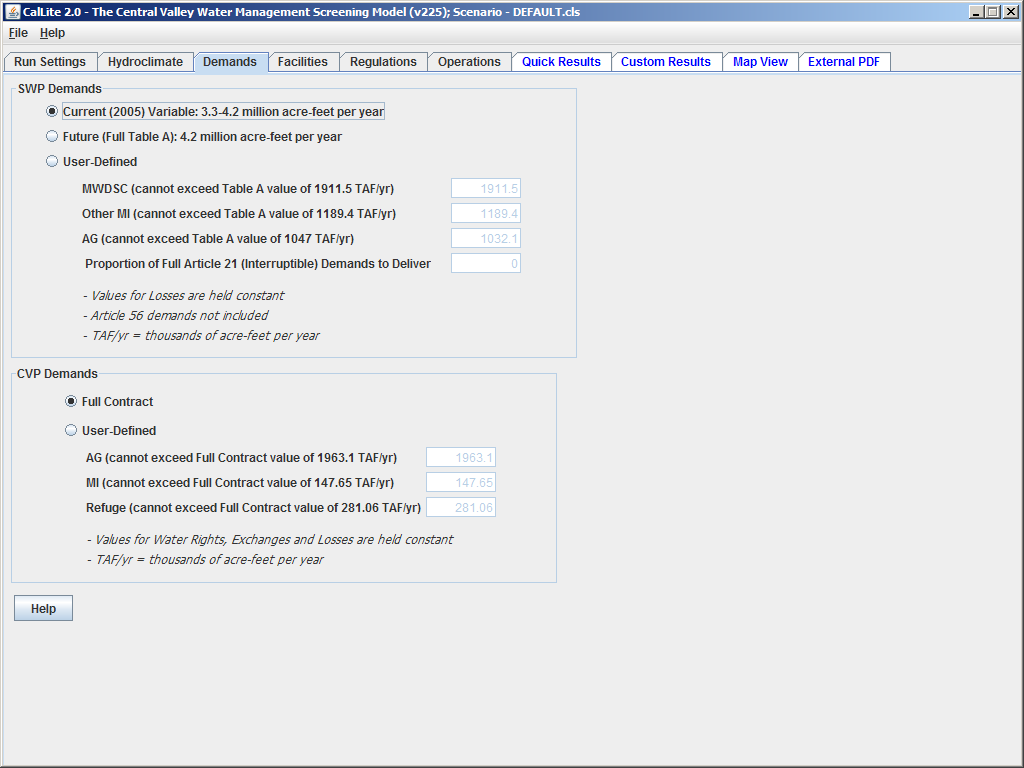 CalLite 2.0 - The Central Valley Water Management Screening Model (v225); Scenario - DEFAULT.cls
File Help
Run Settings Hydroclimate Demands Facilities Regulations Operations Quick Results Custom Results Map View External PDF
SWP Demands
Current (2005) Variable: 3.3-4.2 million acre-feet per year
Future (Full Table A): 4.2 million acre-feet per year
User-Defined
MWDSC (cannot exceed Table A value of 1911.5 TAF/yr) 1911.5
Other MI (cannot exceed Table A value of 1189.4 TAF/yr) 1189.4
AG (cannot exceed Table A value of 1047 TAF/yr) 1032.1
Proportion of Full Article 21 (Interruptible) Demands to Deliver 0
- Values for Losses are held constant
- Article 56 demands not included
- TAF/yr = thousands of acre-feet per year
CVP Demands
Full Contract
User-Defined
AG (cannot exceed Full Contract value of 1963.1 TAF/yr) 1963.1
MI (cannot exceed Full Contract value of 147.65 TAF/yr) 147.65
Refuge (cannot exceed Full Contract value of 281.06 TAF/yr) 281.06
- Values for Water Rights, Exchanges and Losses are held constant
- TAF/yr = thousands of acre-feet per year
Help